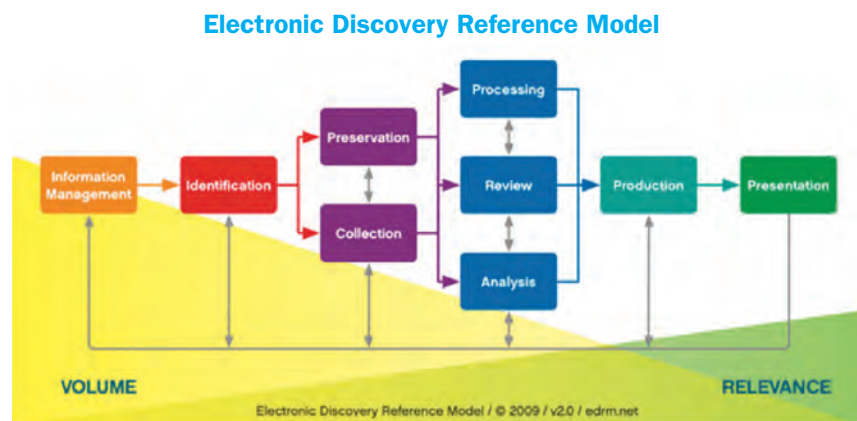 Electronic Discovery Reference Model
Processing
Preservation
Information
Management
Identification
Review
Production
Presentation
Collection
Analysis
VOLUME
RELEVANCE
Electronic Discovery Reference Model / © 2009 / v2.0 / edrm.net